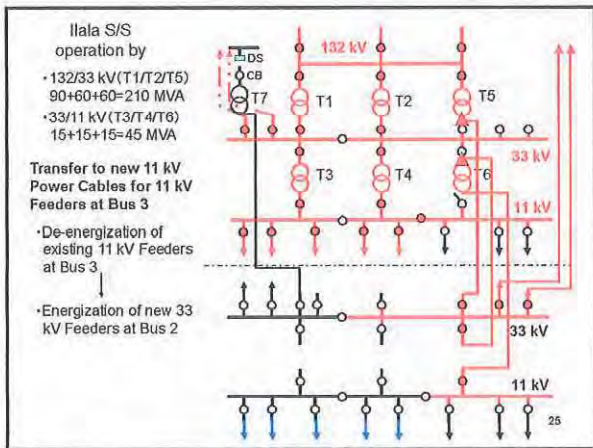 Ilala S/S
operation by
・132/33 kV(T1/T2/T5)
90+60+60=210 MVA
・33/11 kV(T3/T4/T6)
15+15+15=45 MVA
Transfer to new 11 kV
Power Cables for 11 kV
Feeders at Bus 3
・De-energization of
existing 11 kV Feeders
at Bus 3
・Energization of new 33
kV Feeders at Bus 2
132 kV
DS
CB
T7
T1
T2
T5
33 kV
T3
T4
T6
11 kV
33 kV
11 kV
25